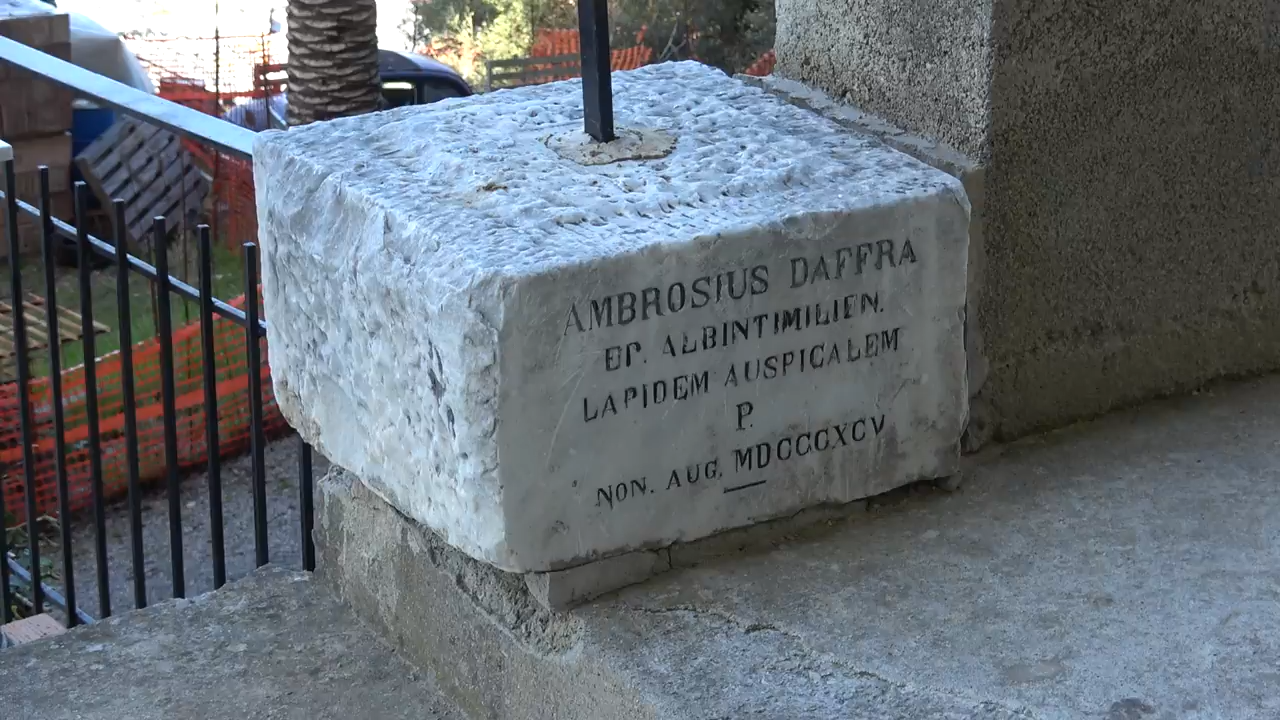 AMBROSIUS DAFFRA
EP. ALBINTIMILIEN.
LAPIDEM AUSPICALEM
P.
NON. AUG. MDCCCXCV